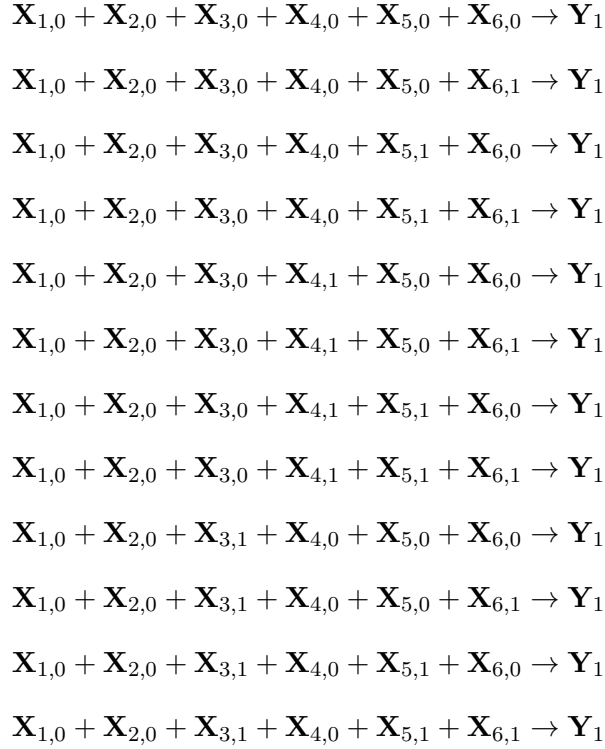 X₁,₀ + X₂,₀ + X₃,₀ + X₄,₀ + X₅,₀ + X₆,₀ → Y₁
X₁,₀ + X₂,₀ + X₃,₀ + X₄,₀ + X₅,₀ + X₆,₁ → Y₁
X₁,₀ + X₂,₀ + X₃,₀ + X₄,₀ + X₅,₁ + X₆,₀ → Y₁
X₁,₀ + X₂,₀ + X₃,₀ + X₄,₀ + X₅,₁ + X₆,₁ → Y₁
X₁,₀ + X₂,₀ + X₃,₀ + X₄,₁ + X₅,₀ + X₆,₀ → Y₁
X₁,₀ + X₂,₀ + X₃,₀ + X₄,₁ + X₅,₀ + X₆,₁ → Y₁
X₁,₀ + X₂,₀ + X₃,₀ + X₄,₁ + X₅,₁ + X₆,₀ → Y₁
X₁,₀ + X₂,₀ + X₃,₀ + X₄,₁ + X₅,₁ + X₆,₁ → Y₁
X₁,₀ + X₂,₀ + X₃,₁ + X₄,₀ + X₅,₀ + X₆,₀ → Y₁
X₁,₀ + X₂,₀ + X₃,₁ + X₄,₀ + X₅,₀ + X₆,₁ → Y₁
X₁,₀ + X₂,₀ + X₃,₁ + X₄,₀ + X₅,₁ + X₆,₀ → Y₁
X₁,₀ + X₂,₀ + X₃,₁ + X₄,₀ + X₅,₁ + X₆,₁ → Y₁